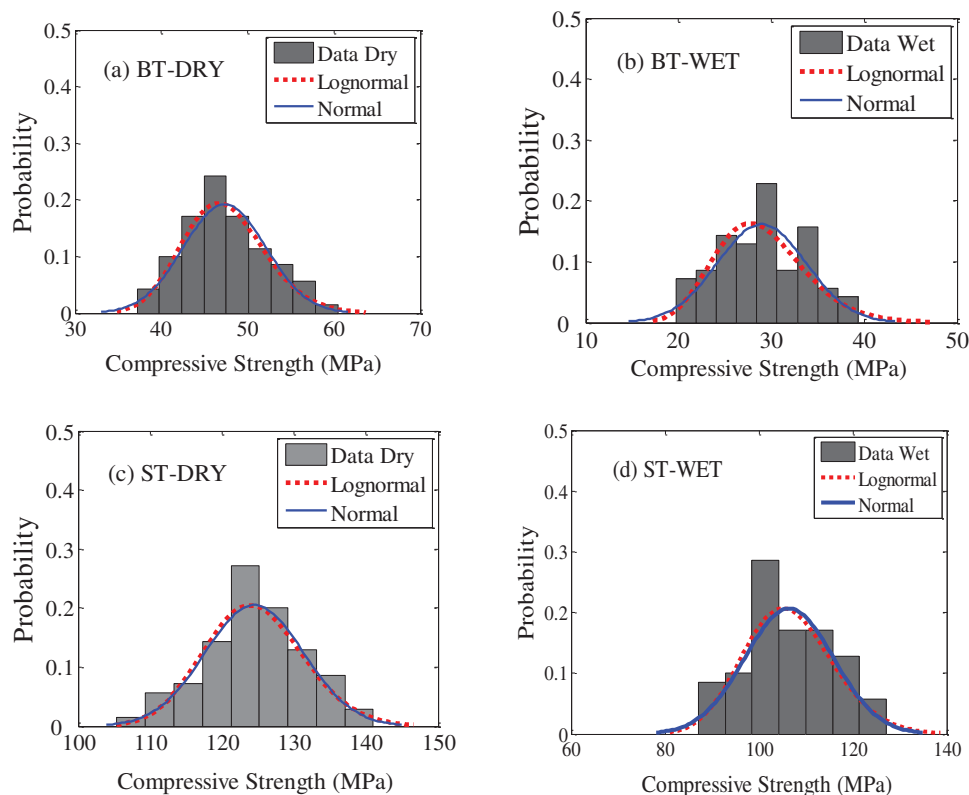 0.5
0.4
0.3
0.2
0.1
0
Probability
(a) BT-DRY
Data Dry
Lognormal
Normal
30 40 50 60 70
Compressive Strength (MPa)
0.5
0.4
0.3
0.2
0.1
0
Probability
(b) BT-WET
Data Wet
Lognormal
Normal
10 20 30 40 50
Compressive Strength (MPa)
0.5
0.4
0.3
0.2
0.1
0
Probability
(c) ST-DRY
Data Dry
Lognormal
Normal
100 110 120 130 140 150
Compressive Strength (MPa)
0.5
0.4
0.3
0.2
0.1
0
Probability
(d) ST-WET
Data Wet
Lognormal
Normal
60 80 100 120 140
Compressive Strength (MPa)